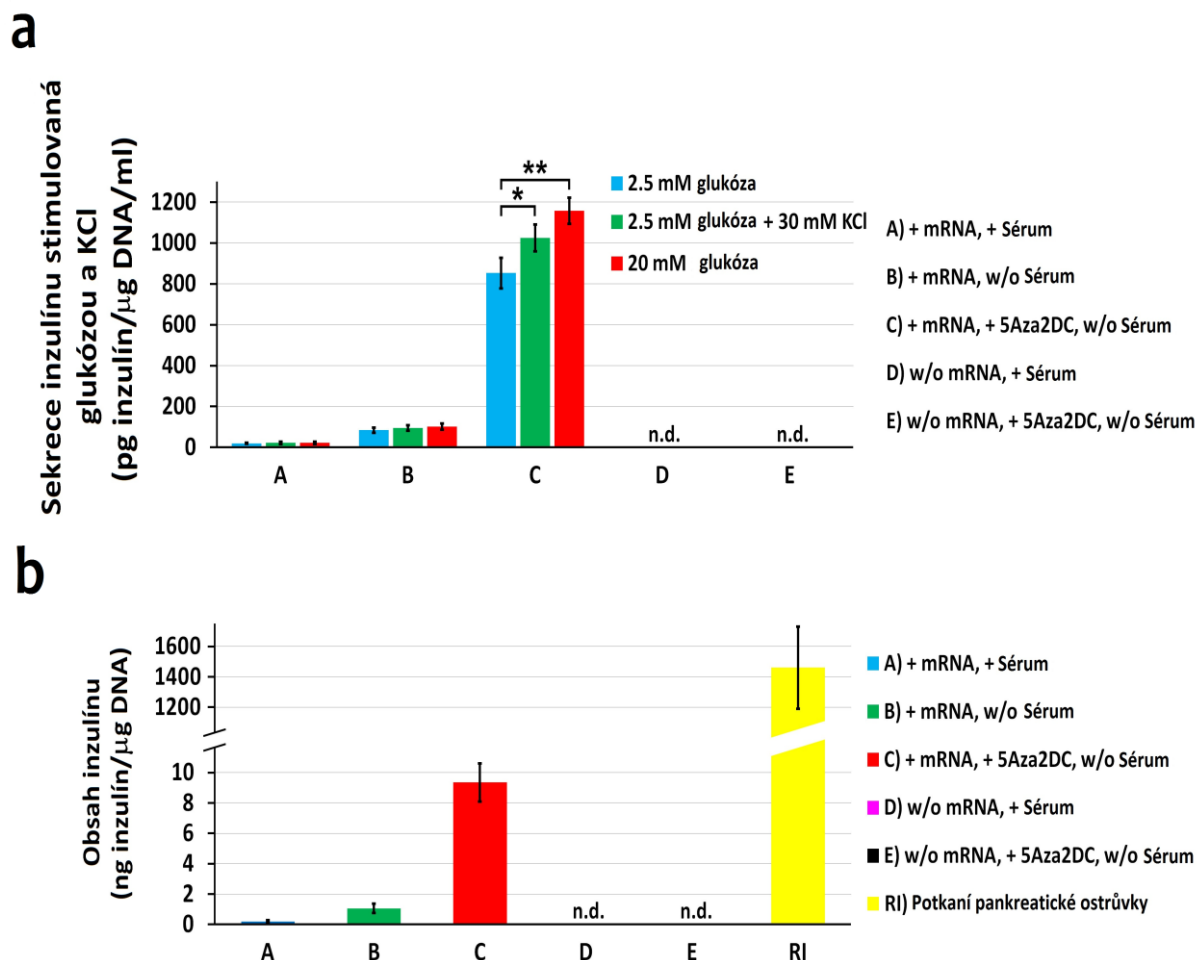 a
Sekrece inzulínu stimulovaná
glukózou a KCl
(pg inzulín/µg DNA/ml)
1200
1000
800
600
400
200
0
**
*
n.d.
n.d.
A
B
C
D
E
2.5 mM glukóza
2.5 mM glukóza + 30 mM KCl
20 mM glukóza
A) + mRNA, + Sérum
B) + mRNA, w/o Sérum
C) + mRNA, + 5Aza2DC, w/o Sérum
D) w/o mRNA, + Sérum
E) w/o mRNA, + 5Aza2DC, w/o Sérum
b
Obsah inzulínu
(ng inzulín/µg DNA)
1600
1400
1200
10
8
6
4
2
0
n.d.
n.d.
A
B
C
D
E
RI
A) + mRNA, + Sérum
B) + mRNA, w/o Sérum
C) + mRNA, + 5Aza2DC, w/o Sérum
D) w/o mRNA, + Sérum
E) w/o mRNA, + 5Aza2DC, w/o Sérum
RI) Potkaní pankreatické ostrůvky